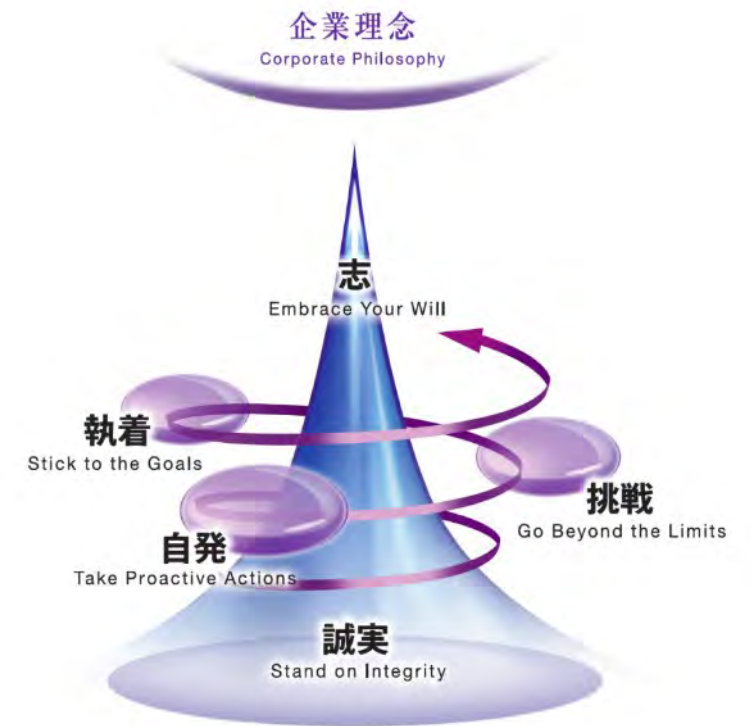 企業理念
Corporate Philosophy
志
Embrace Your Will
執着
Stick to the Goals
挑戦
Go Beyond the Limits
自発
Take Proactive Actions
誠実
Stand on Integrity